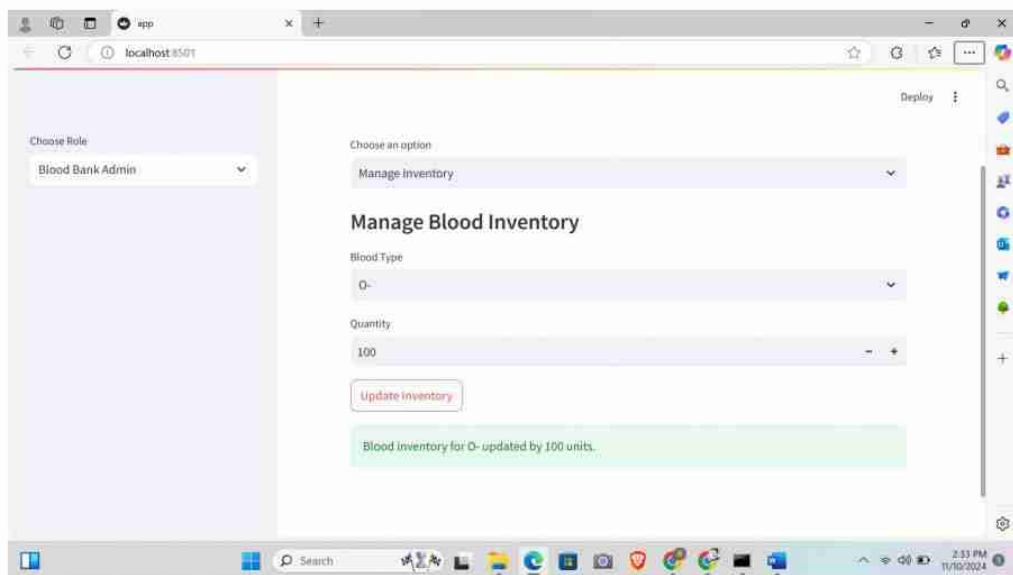 app
localhost:8501
Deploy
Choose Role
Blood Bank Admin
Choose an option
Manage Inventory
Manage Blood Inventory
Blood Type
O-
Quantity
100
Update Inventory
Blood inventory for O- updated by 100 units.
Search
2:33 PM
11/10/2024